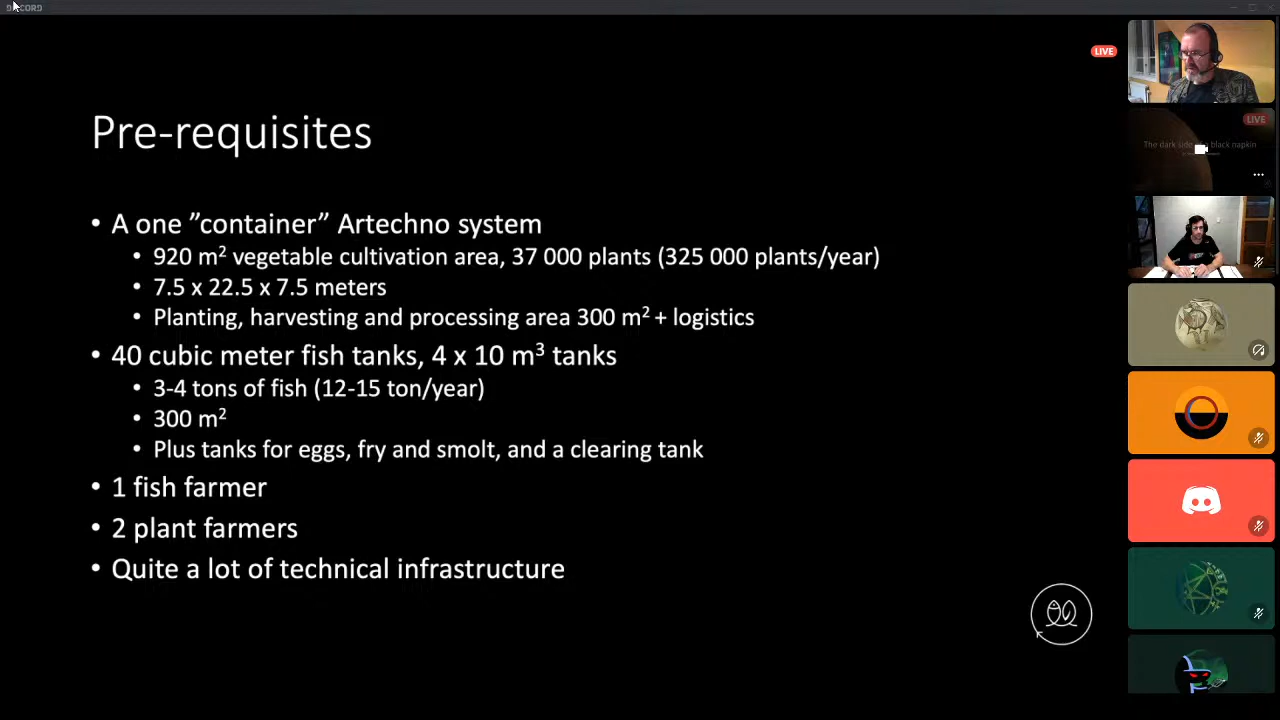 DISCORD
LIVE
Pre-requisites
• A one ”container” Artechno system
• 920 m² vegetable cultivation area, 37 000 plants (325 000 plants/year)
• 7.5 x 22.5 x 7.5 meters
• Planting, harvesting and processing area 300 m² + logistics
• 40 cubic meter fish tanks, 4 x 10 m³ tanks
• 3-4 tons of fish (12-15 ton/year)
• 300 m²
• Plus tanks for eggs, fry and smolt, and a clearing tank
• 1 fish farmer
• 2 plant farmers
• Quite a lot of technical infrastructure
LIVE
The dark side of a black napkin